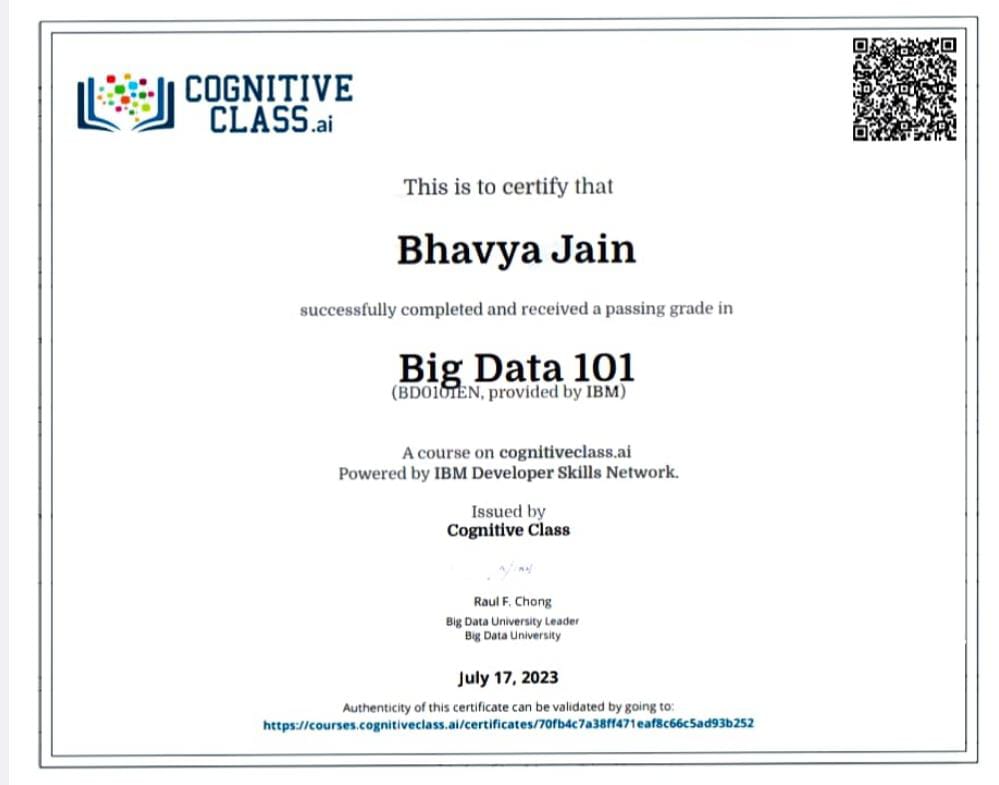 COGNITIVE
CLASS.ai
This is to certify that
Bhavya Jain
successfully completed and received a passing grade in
Big Data 101
(BD0101EN, provided by IBM)
A course on cognitiveclass.ai
Powered by IBM Developer Skills Network.
Issued by
Cognitive Class
Raul F. Chong
Big Data University Leader
Big Data University
July 17, 2023
Authenticity of this certificate can be validated by going to:
https://courses.cognitiveclass.ai/certificates/70fb4c7a38ff471eaf8c66c5ad93b252